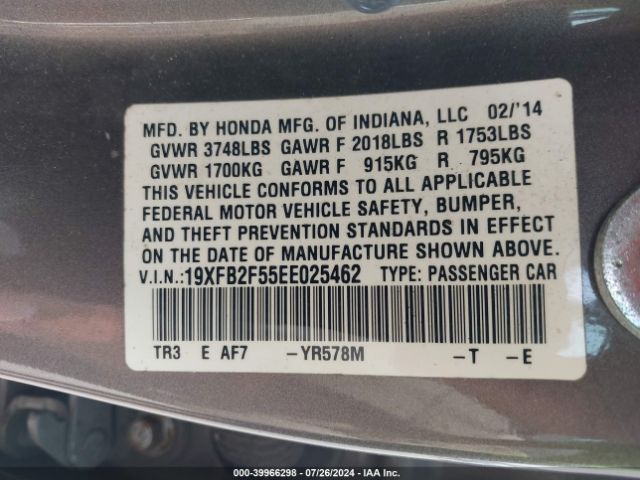 MFD. BY HONDA MFG. OF INDIANA, LLC 02/'14
GVWR 3748LBS GAWR F 2018LBS R 1753LBS
GVWR 1700KG GAWR F 915KG R 795KG
THIS VEHICLE CONFORMS TO ALL APPLICABLE
FEDERAL MOTOR VEHICLE SAFETY, BUMPER,
AND THEFT PREVENTION STANDARDS IN EFFECT
ON THE DATE OF MANUFACTURE SHOWN ABOVE.
V.I.N.:19XFB2F55EE025462 TYPE: PASSENGER CAR
TR3 E AF7 -YR578M -T -E
000-39966298 - 07/26/2024 - IAA Inc.